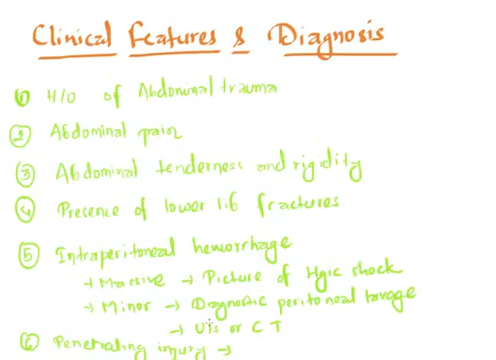 Clinical Features & Diagnosis
① H/O of Abdominal trauma
② Abdominal pain
③ Abdominal tenderness and rigidity
④ Presence of lower rib fractures
⑤ Intraperitoneal hemorrhage
→ Massive → Picture of Hgic shock
→ Minor → Diagnostic peritoneal lavage
→ U/S or CT
⑥ Penetrating injury →